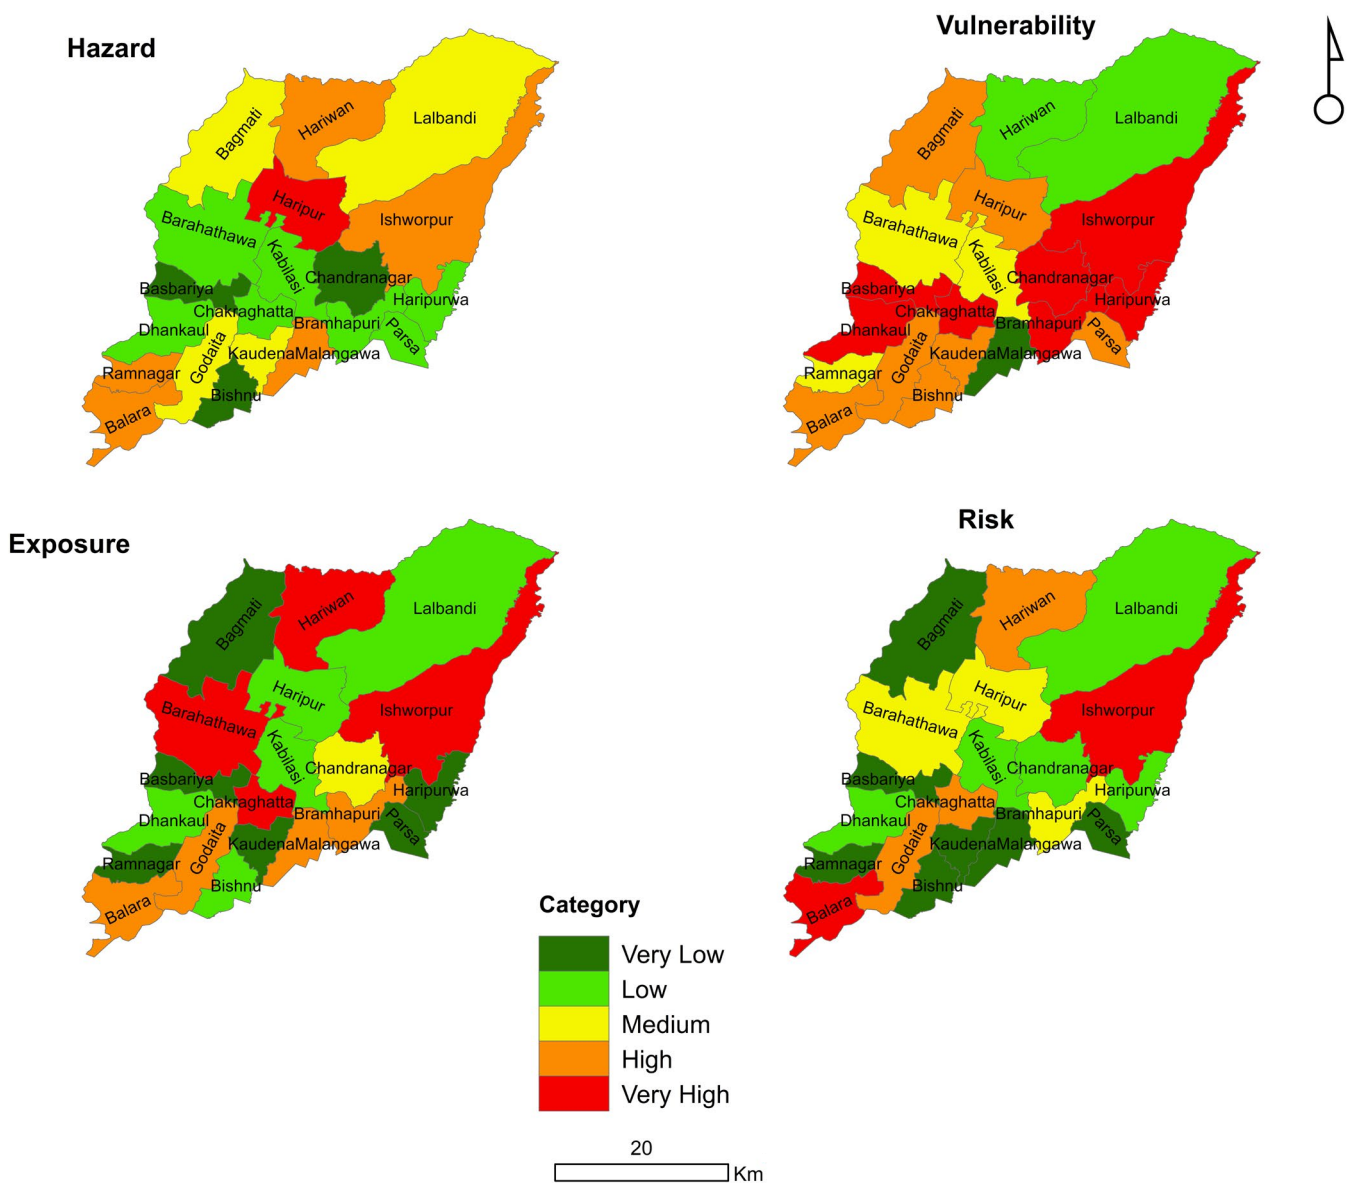 Hazard
Bagmati
Hariwan
Lalbandi
Haripur
Barahathawa
Ishworpur
Kabilasi
Chandranagar
Basbariya
Haripurwa
Chakraghatta
Dhankaul
Bramhapuri
Parsa
Godaita
KaudenaMalangawa
Ramnagar
Bishnu
Balara
Vulnerability
Bagmati
Hariwan
Lalbandi
Haripur
Barahathawa
Ishworpur
Kabilasi
Chandranagar
Basbariya
Haripurwa
Chakraghatta
Dhankaul
Bramhapuri
Parsa
Godaita
KaudenaMalangawa
Ramnagar
Bishnu
Balara
Exposure
Bagmati
Hariwan
Lalbandi
Haripur
Barahathawa
Ishworpur
Kabilasi
Chandranagar
Basbariya
Haripurwa
Chakraghatta
Dhankaul
Bramhapuri
Parsa
Godaita
KaudenaMalangawa
Ramnagar
Bishnu
Balara
Risk
Bagmati
Hariwan
Lalbandi
Haripur
Barahathawa
Ishworpur
Kabilasi
Chandranagar
Basbariya
Haripurwa
Chakraghatta
Dhankaul
Bramhapuri
Parsa
Godaita
KaudenaMalangawa
Ramnagar
Bishnu
Balara
Category
Very Low
Low
Medium
High
Very High
20
Km